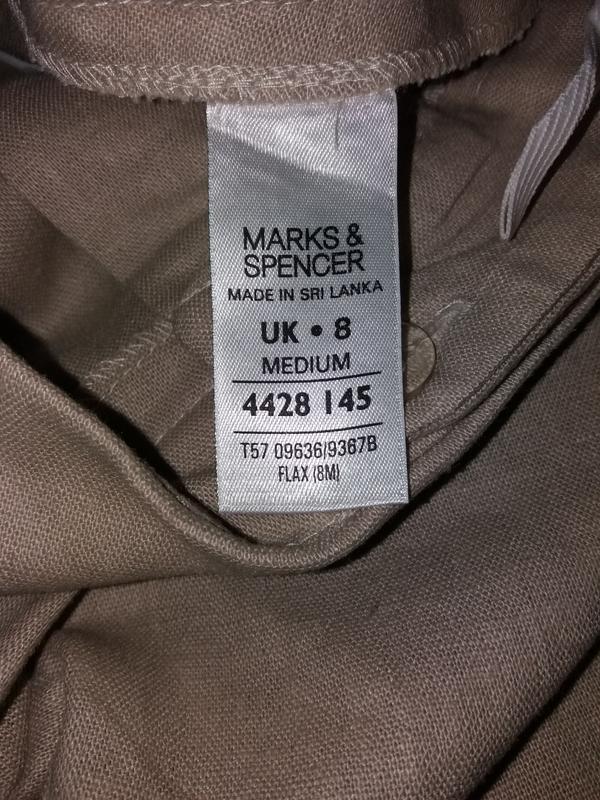 MARKS &
SPENCER
MADE IN SRI LANKA
UK • 8
MEDIUM
4428 145
T57 09636/9367B
FLAX (8M)